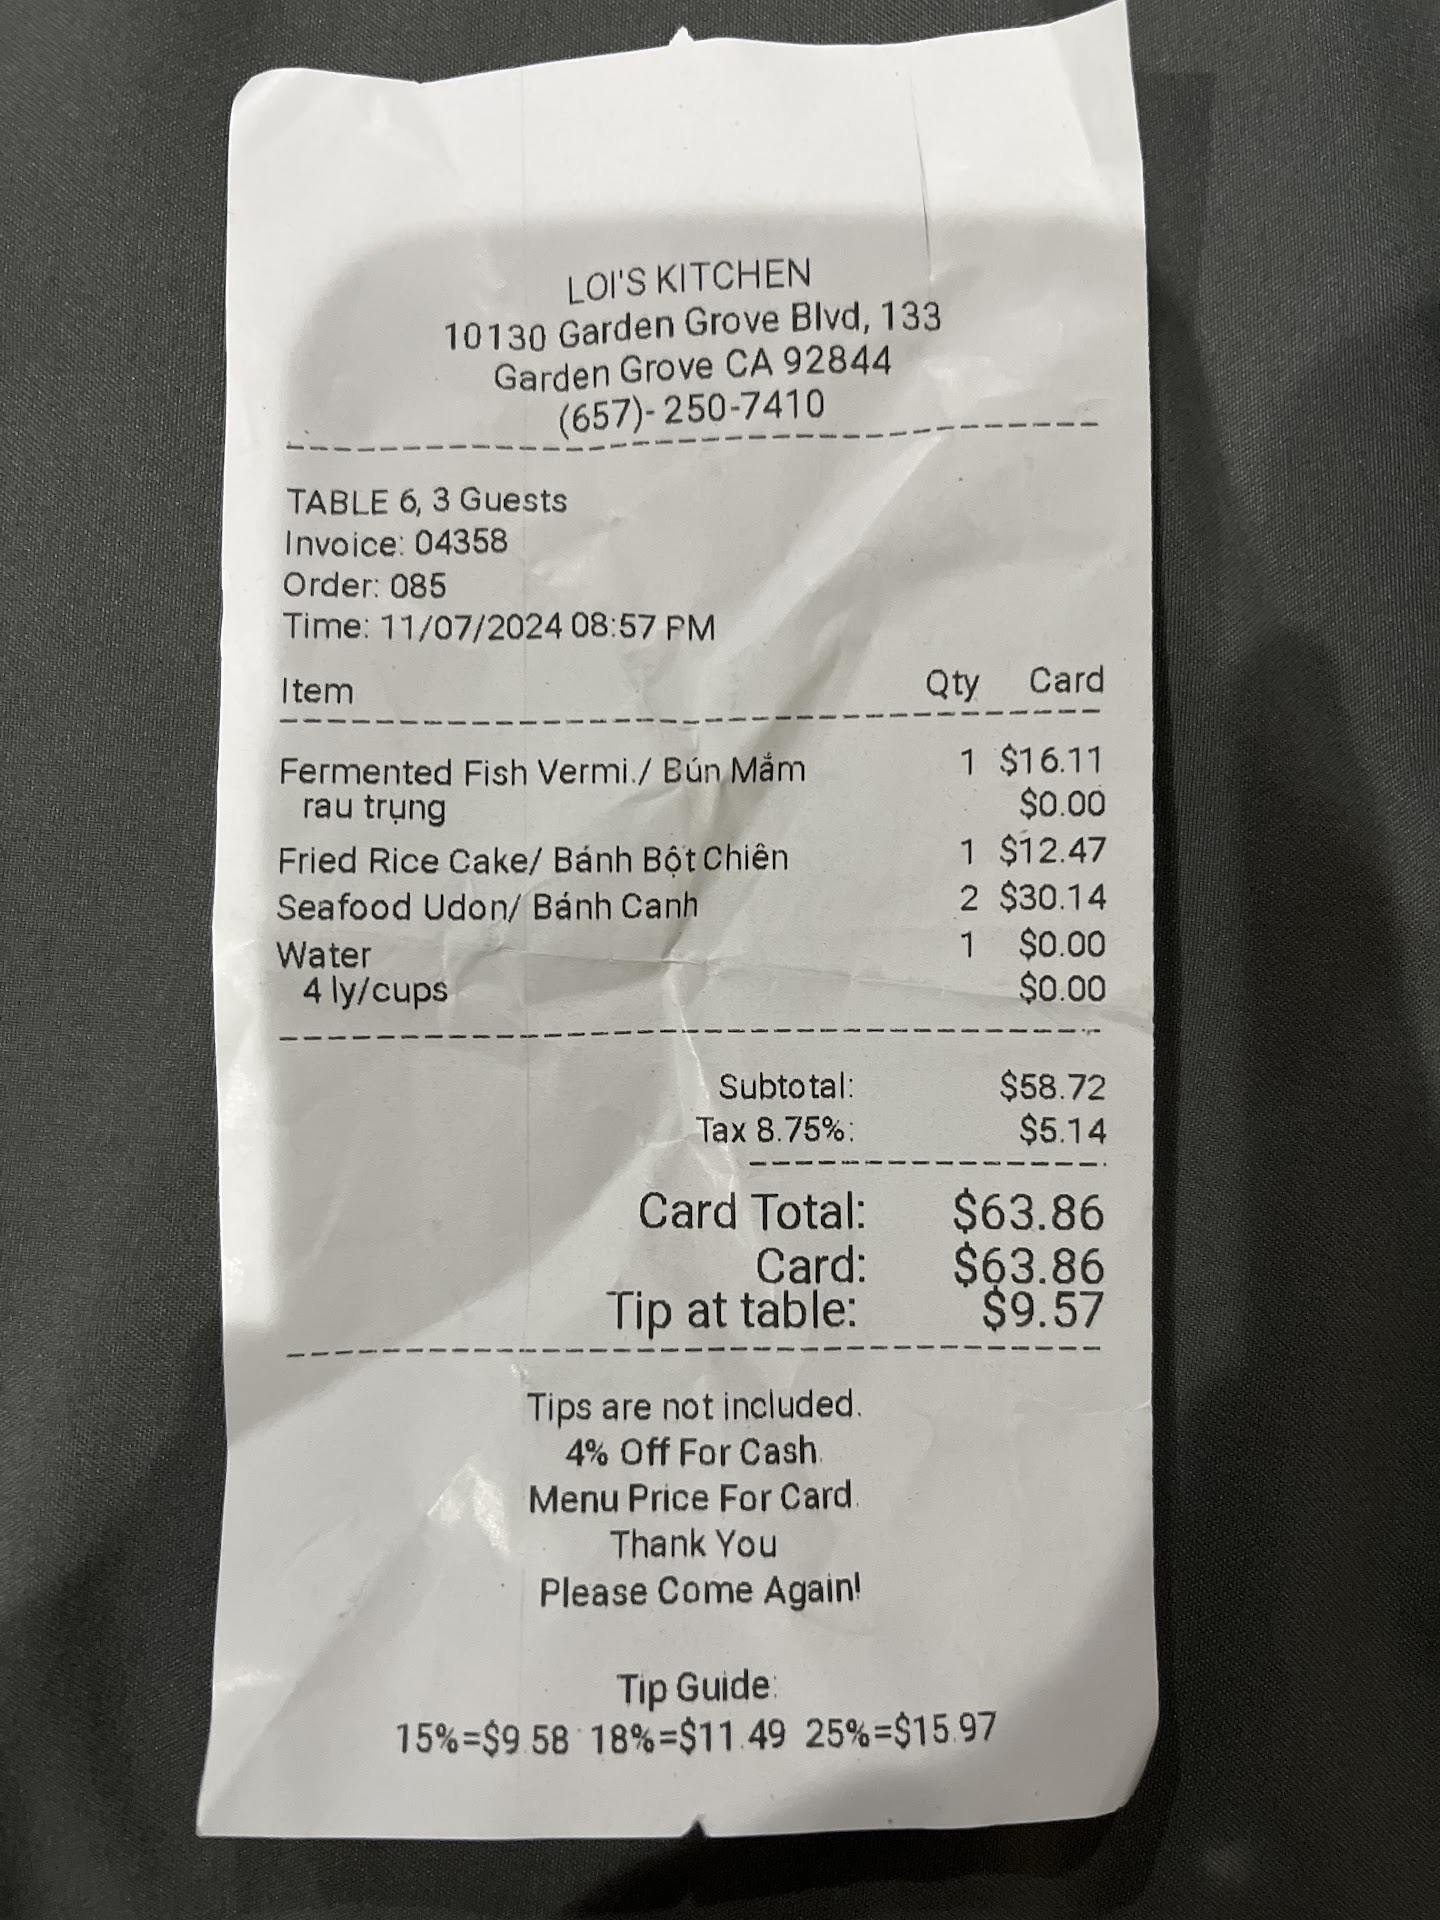 LOI'S KITCHEN
10130 Garden Grove Blvd, 133
Garden Grove CA 92844
(657)- 250-7410
TABLE 6, 3 Guests
Invoice: 04358
Order: 085
Time: 11/07/2024 08:57 PM
Item Qty Card
Fermented Fish Vermi./ Bún Mắm 1 $16.11
rau trụng $0.00
Fried Rice Cake/ Bánh Bột Chiên 1 $12.47
Seafood Udon/ Bánh Canh 2 $30.14
Water 1 $0.00
4 ly/cups $0.00
Subtotal: $58.72
Tax 8.75%: $5.14
Card Total: $63.86
Card: $63.86
Tip at table: $9.57
Tips are not included.
4% Off For Cash.
Menu Price For Card.
Thank You
Please Come Again!
Tip Guide:
15%=$9.58 18%=$11.49 25%=$15.97